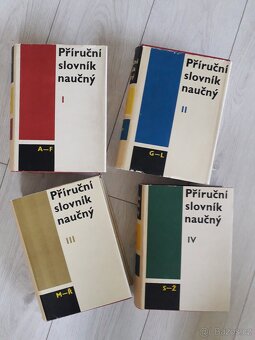 Příruční
slovník
naučný
I
A–F
Příruční
slovník
naučný
II
G–L
Příruční
slovník
naučný
III
M–Ř
Příruční
slovník
naučný
IV
S–Ž